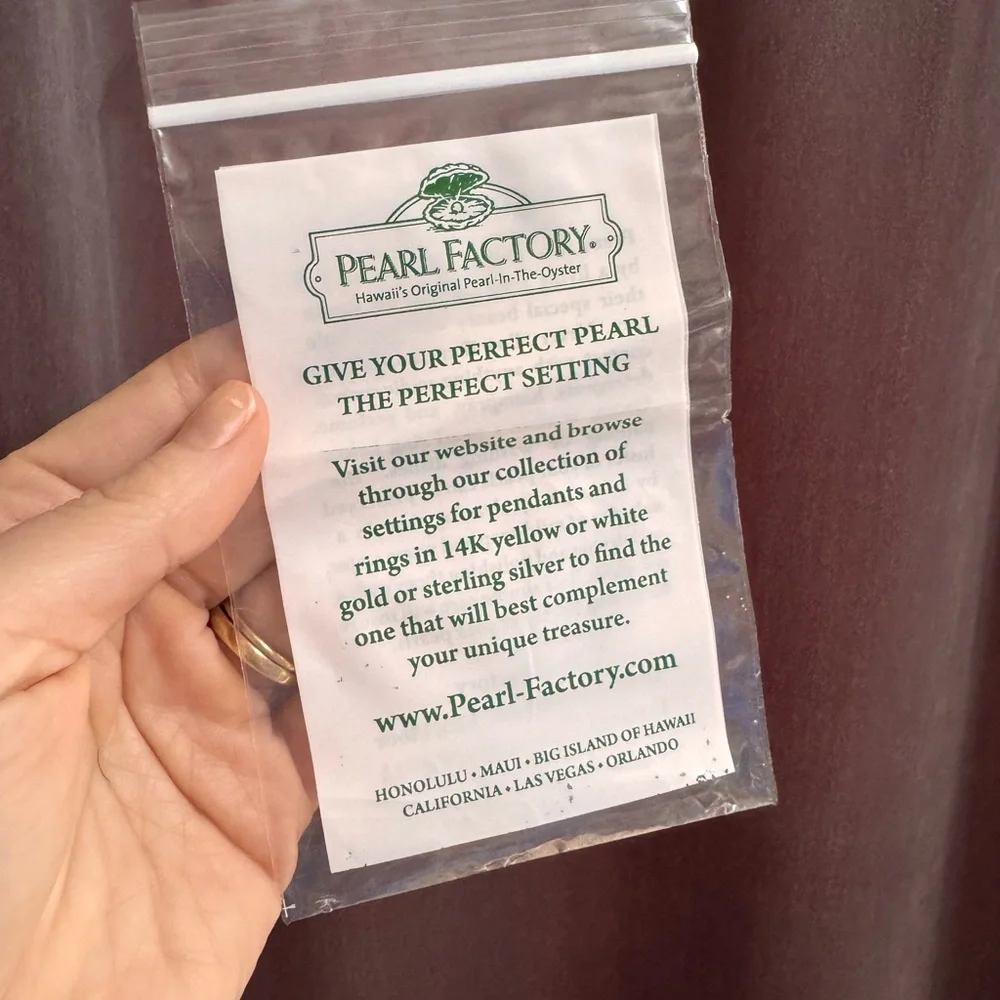 PEARL FACTORY®
Hawaii's Original Pearl-In-The-Oyster
GIVE YOUR PERFECT PEARL
THE PERFECT SETTING
Visit our website and browse
through our collection of
settings for pendants and
rings in 14K yellow or white
gold or sterling silver to find the
one that will best complement
your unique treasure.
www.Pearl-Factory.com
HONOLULU • MAUI • BIG ISLAND OF HAWAII
CALIFORNIA • LAS VEGAS • ORLANDO